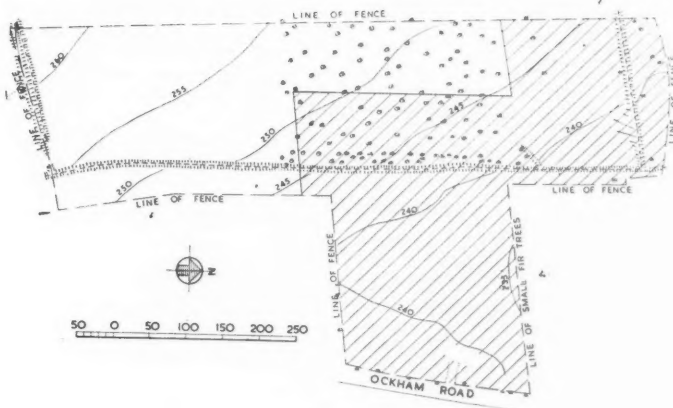 LINE OF FENCE
LINE OF FENCE
260
255
250
245
240
250
245
LINE OF FENCE
240
LINE OF FENCE
N
LINE OF FENCE
235
LINE OF SMALL FIR TREES
240
50 0 50 100 150 200 250
OCKHAM ROAD